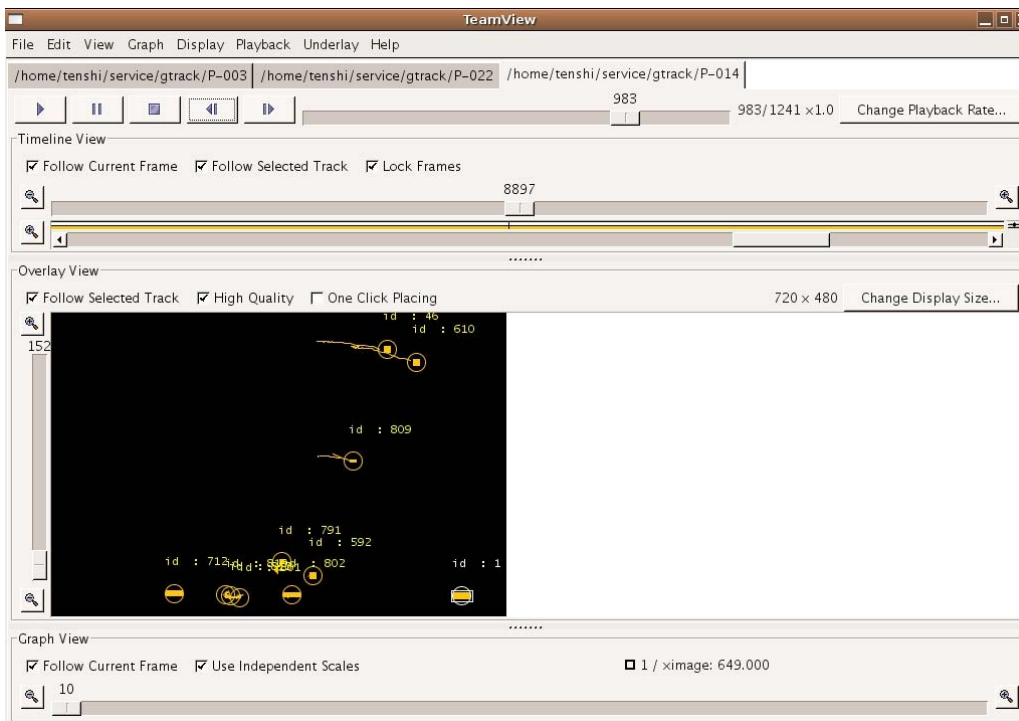 TeamView
File Edit View Graph Display Playback Underlay Help
/home/tenshi/service/gtrack/P-003 /home/tenshi/service/gtrack/P-022 /home/tenshi/service/gtrack/P-014
983
983/1241 ×1.0 Change Playback Rate...
Timeline View
Follow Current Frame Follow Selected Track Lock Frames
8897
Overlay View
Follow Selected Track High Quality One Click Placing 720 × 480 Change Display Size...
id : 46
id : 610
152
id : 809
id : 791
id : 592
id : 712 : 802 id : 1
Graph View
Follow Current Frame Use Independent Scales 1 / ximage: 649.000
10